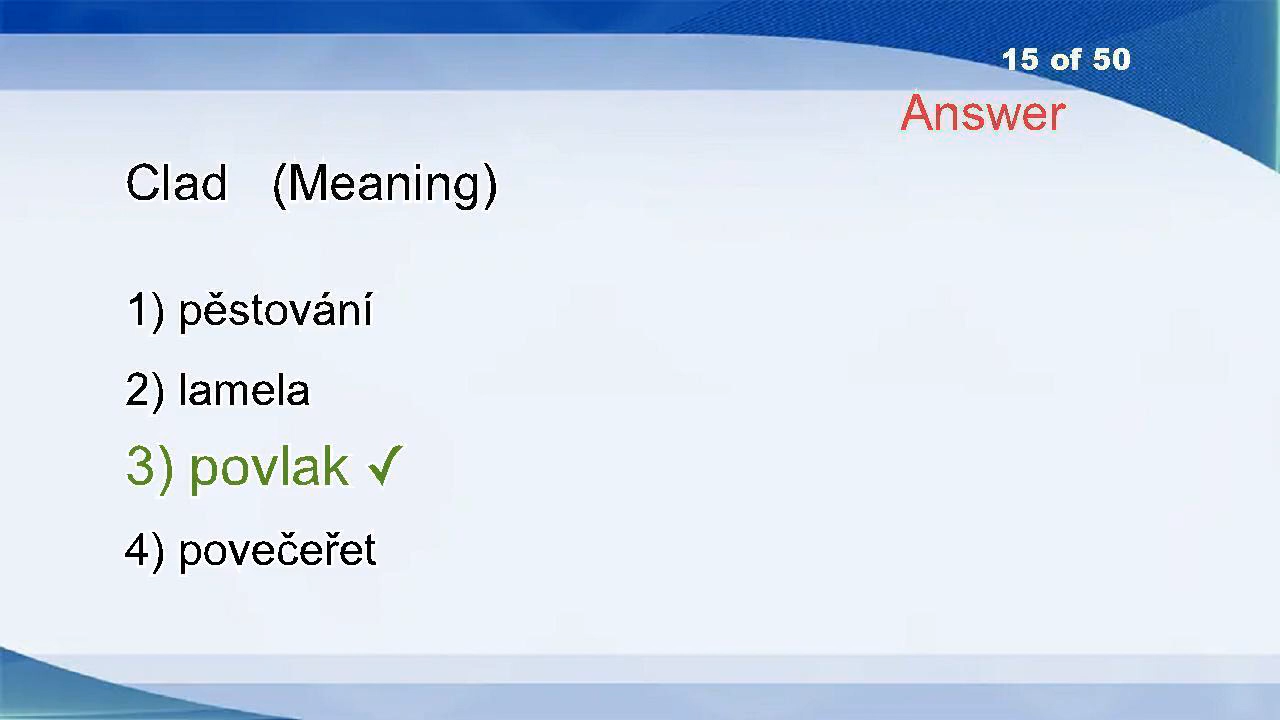 15 of 50
Answer
Clad (Meaning)
1) pěstování
2) lamela
3) povlak ✓
4) povečeřet